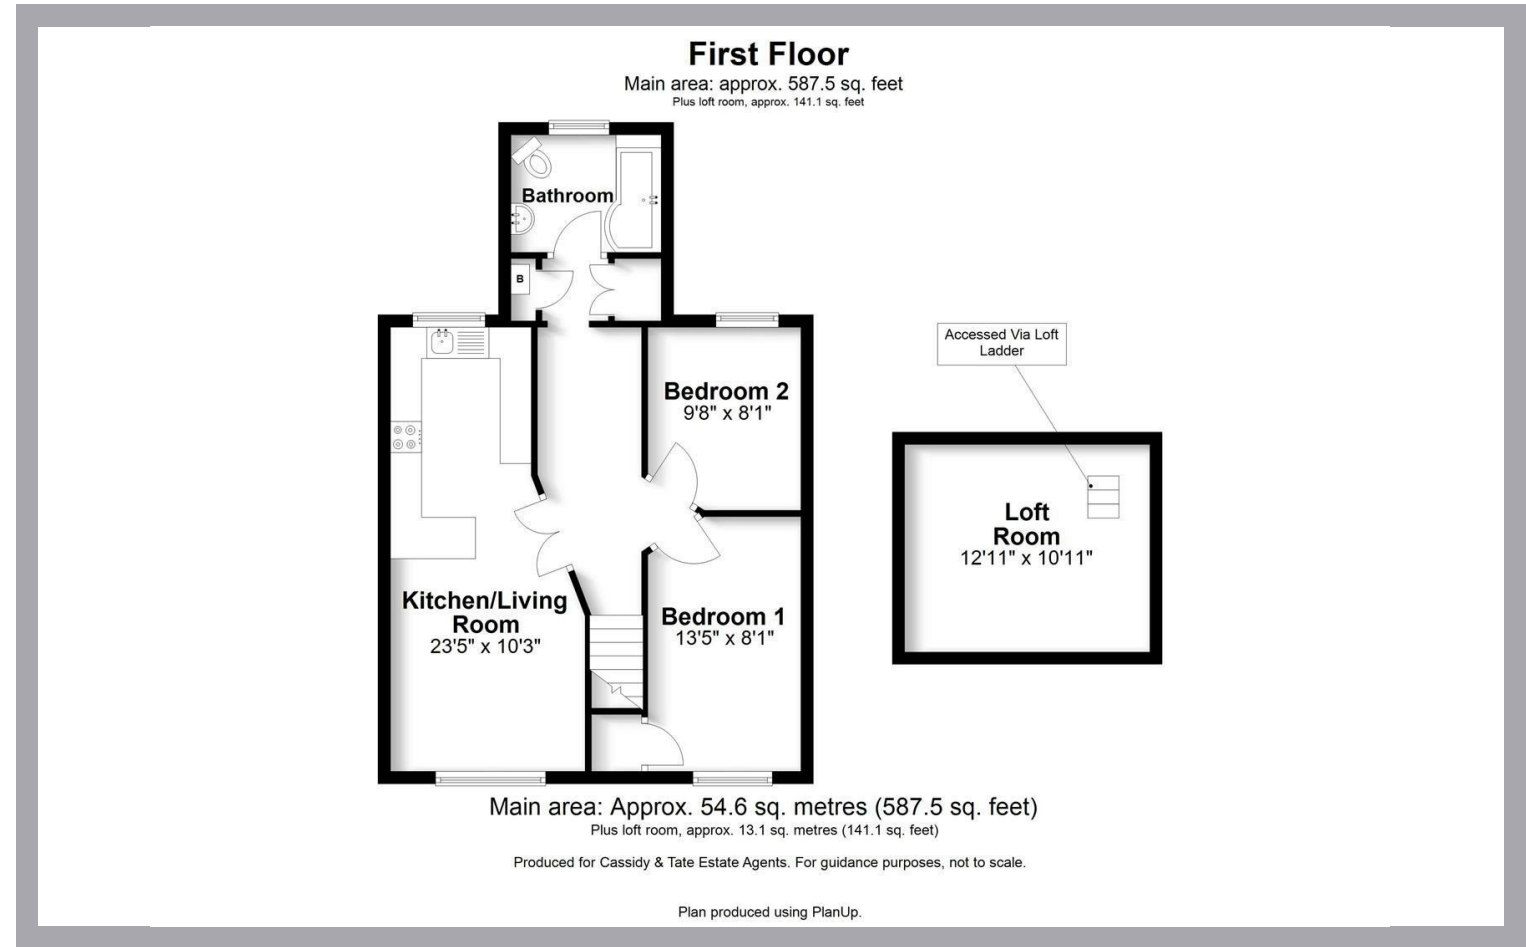 First Floor
Main area: approx. 587.5 sq. feet
Plus loft room, approx. 141.1 sq. feet
Bathroom
B
Bedroom 2
9'8" x 8'1"
Accessed Via Loft
Ladder
Loft
Room
12'11" x 10'11"
Kitchen/Living
Room
23'5" x 10'3"
Bedroom 1
13'5" x 8'1"
Main area: Approx. 54.6 sq. metres (587.5 sq. feet)
Plus loft room, approx. 13.1 sq. metres (141.1 sq. feet)
Produced for Cassidy & Tate Estate Agents. For guidance purposes, not to scale.
Plan produced using PlanUp.